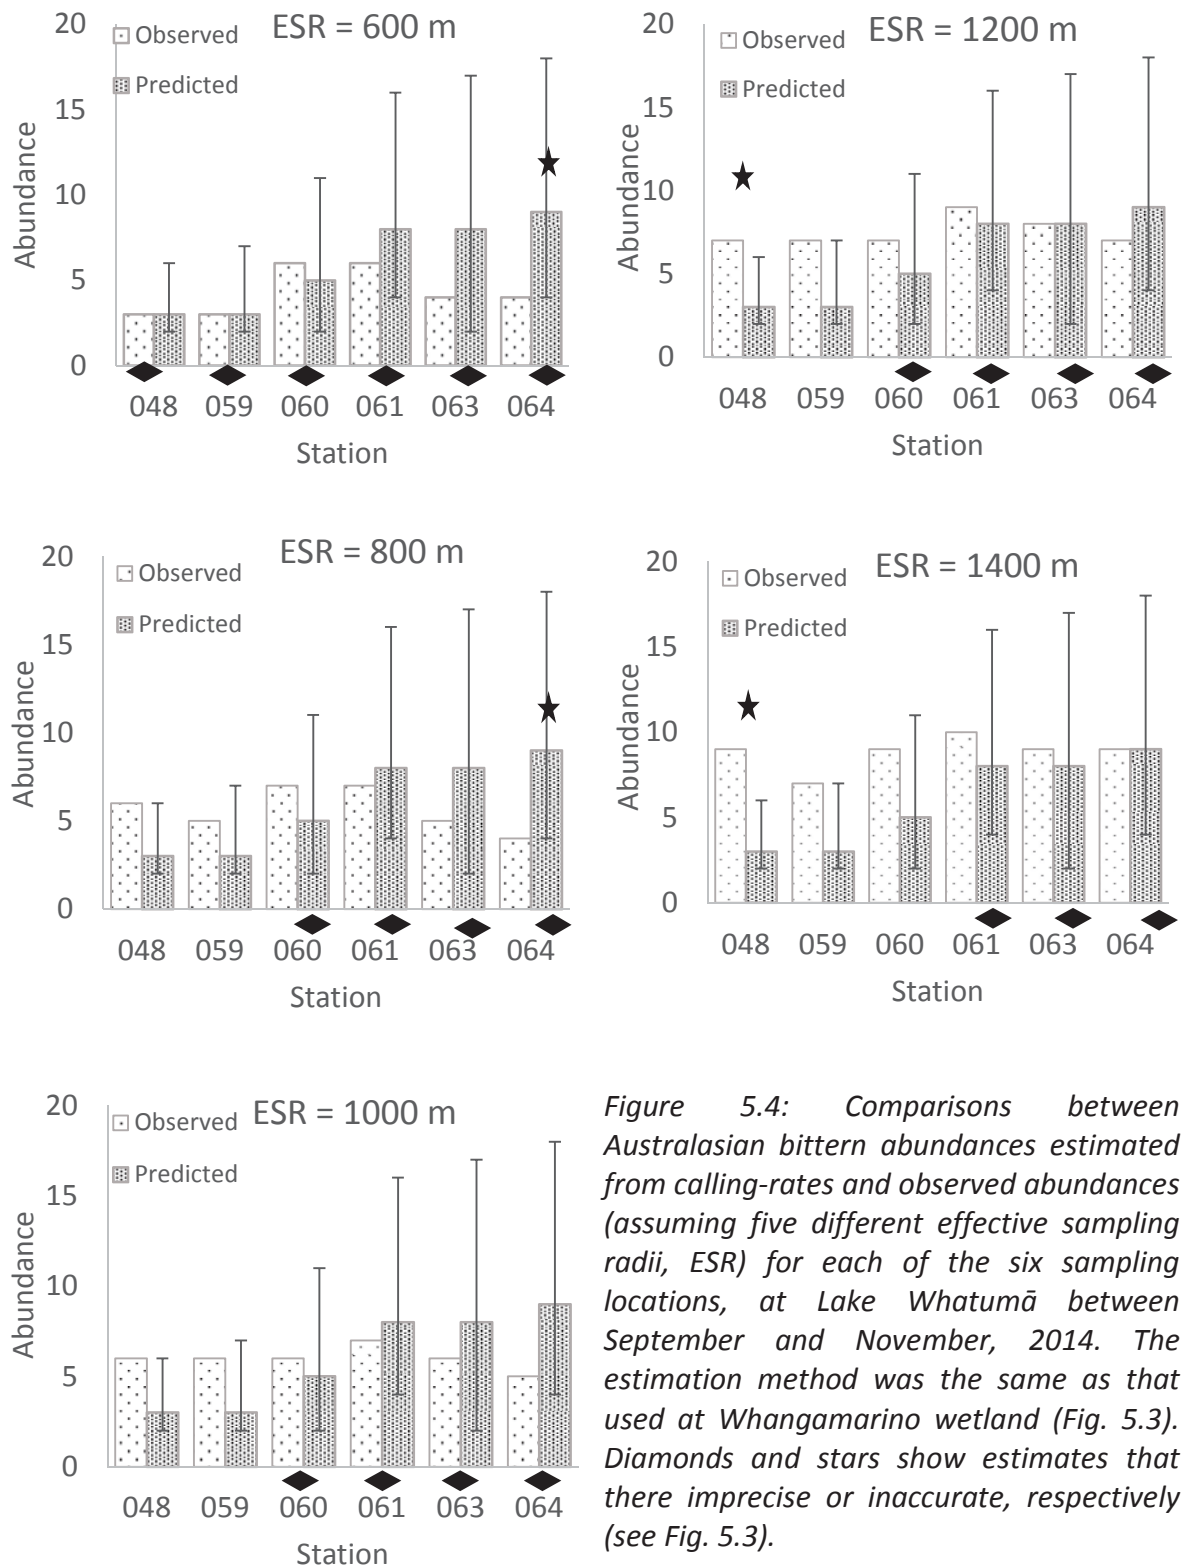 ESR = 600 m
Observed
Predicted
20
15
10
5
0
Abundance
048 059 060 061 063 064
Station
ESR = 1200 m
Observed
Predicted
20
15
10
5
0
Abundance
048 059 060 061 063 064
Station
ESR = 800 m
Observed
Predicted
20
15
10
5
0
Abundance
048 059 060 061 063 064
Station
ESR = 1400 m
Observed
Predicted
20
15
10
5
0
Abundance
048 059 060 061 063 064
Station
ESR = 1000 m
Observed
Predicted
20
15
10
5
0
Abundance
048 059 060 061 063 064
Station
Figure 5.4: Comparisons between
Australasian bittern abundances estimated
from calling-rates and observed abundances
(assuming five different effective sampling
radii, ESR) for each of the six sampling
locations, at Lake Whatumā between
September and November, 2014. The
estimation method was the same as that
used at Whangamarino wetland (Fig. 5.3).
Diamonds and stars show estimates that
there imprecise or inaccurate, respectively
(see Fig. 5.3).